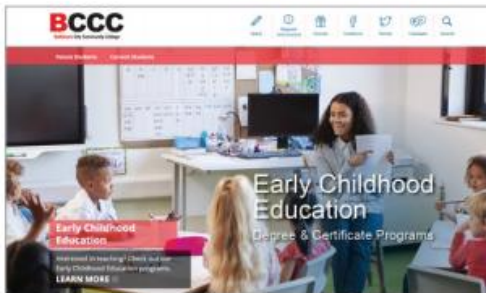 BCCC
Baltimore City Community College
Future Students
Current Students
Early Childhood
Education
Degree & Certificate Programs
Early Childhood
Education
Interested in teaching? Check out our
Early Childhood Education programs.
LEARN MORE